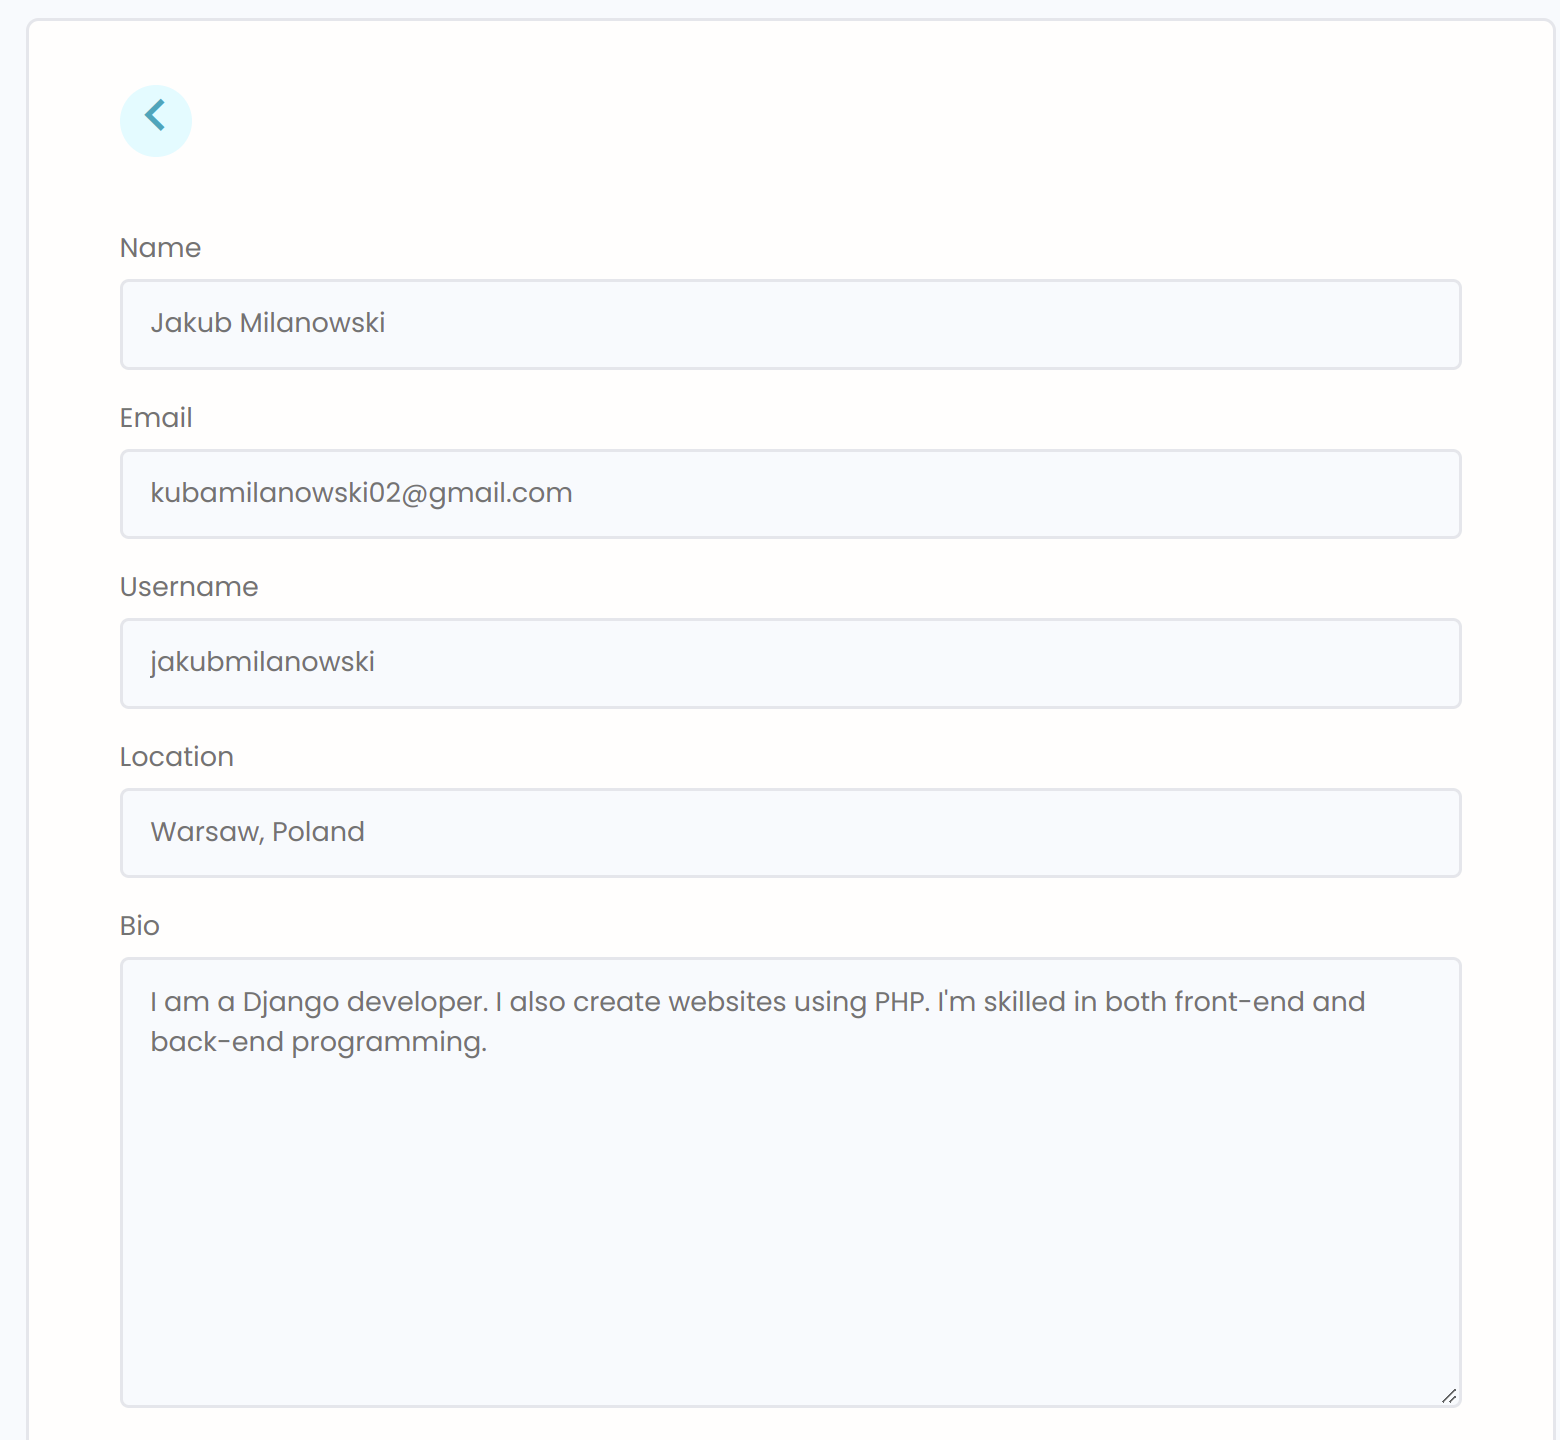 Name
Jakub Milanowski
Email
kubamilanowski02@gmail.com
Username
jakubmilanowski
Location
Warsaw, Poland
Bio
I am a Django developer. I also create websites using PHP. I'm skilled in both front-end and
back-end programming.